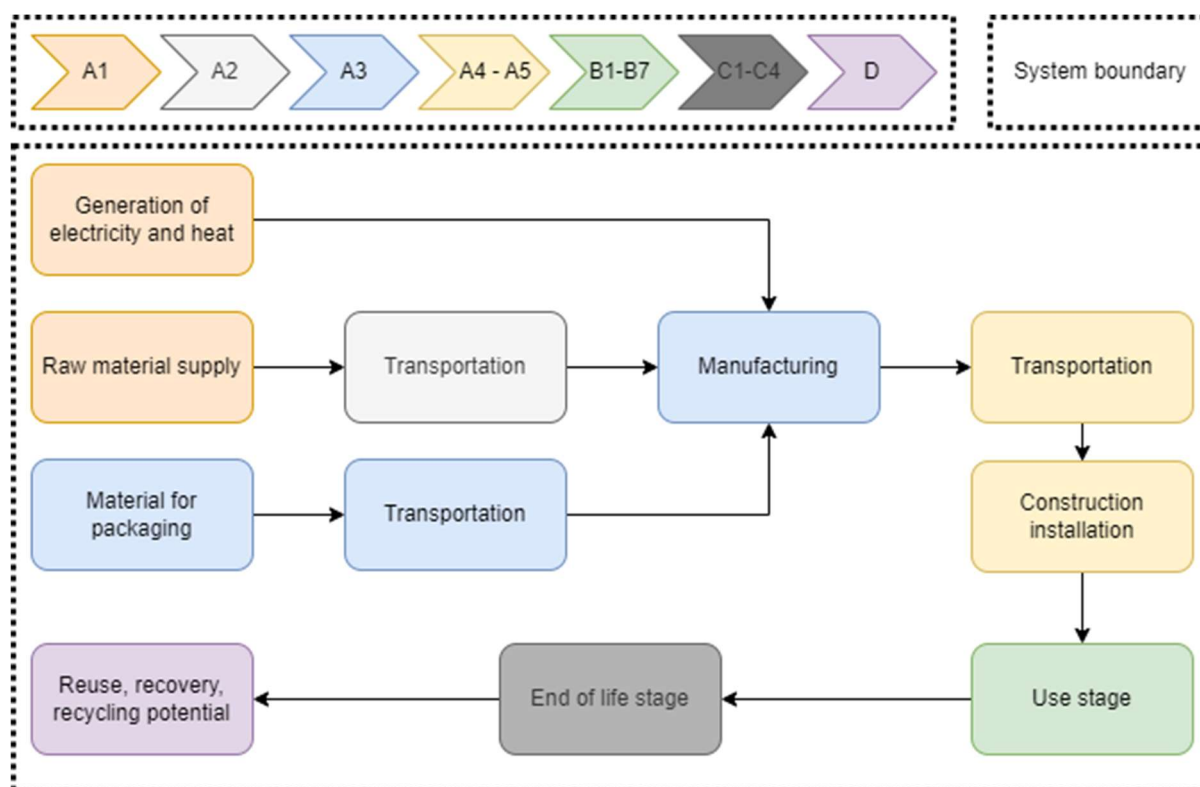 A1
A2
A3
A4 - A5
B1-B7
C1-C4
D
System boundary
Generation of
electricity and heat
Raw material supply
Transportation
Manufacturing
Transportation
Material for
packaging
Transportation
Construction
installation
Reuse, recovery,
recycling potential
End of life stage
Use stage